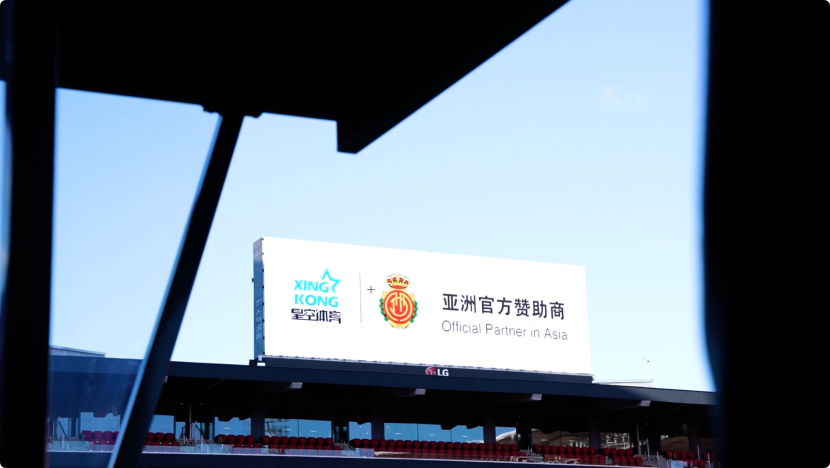 XING
KONG
星空体育
+
亚洲官方赞助商
Official Partner in Asia
LG